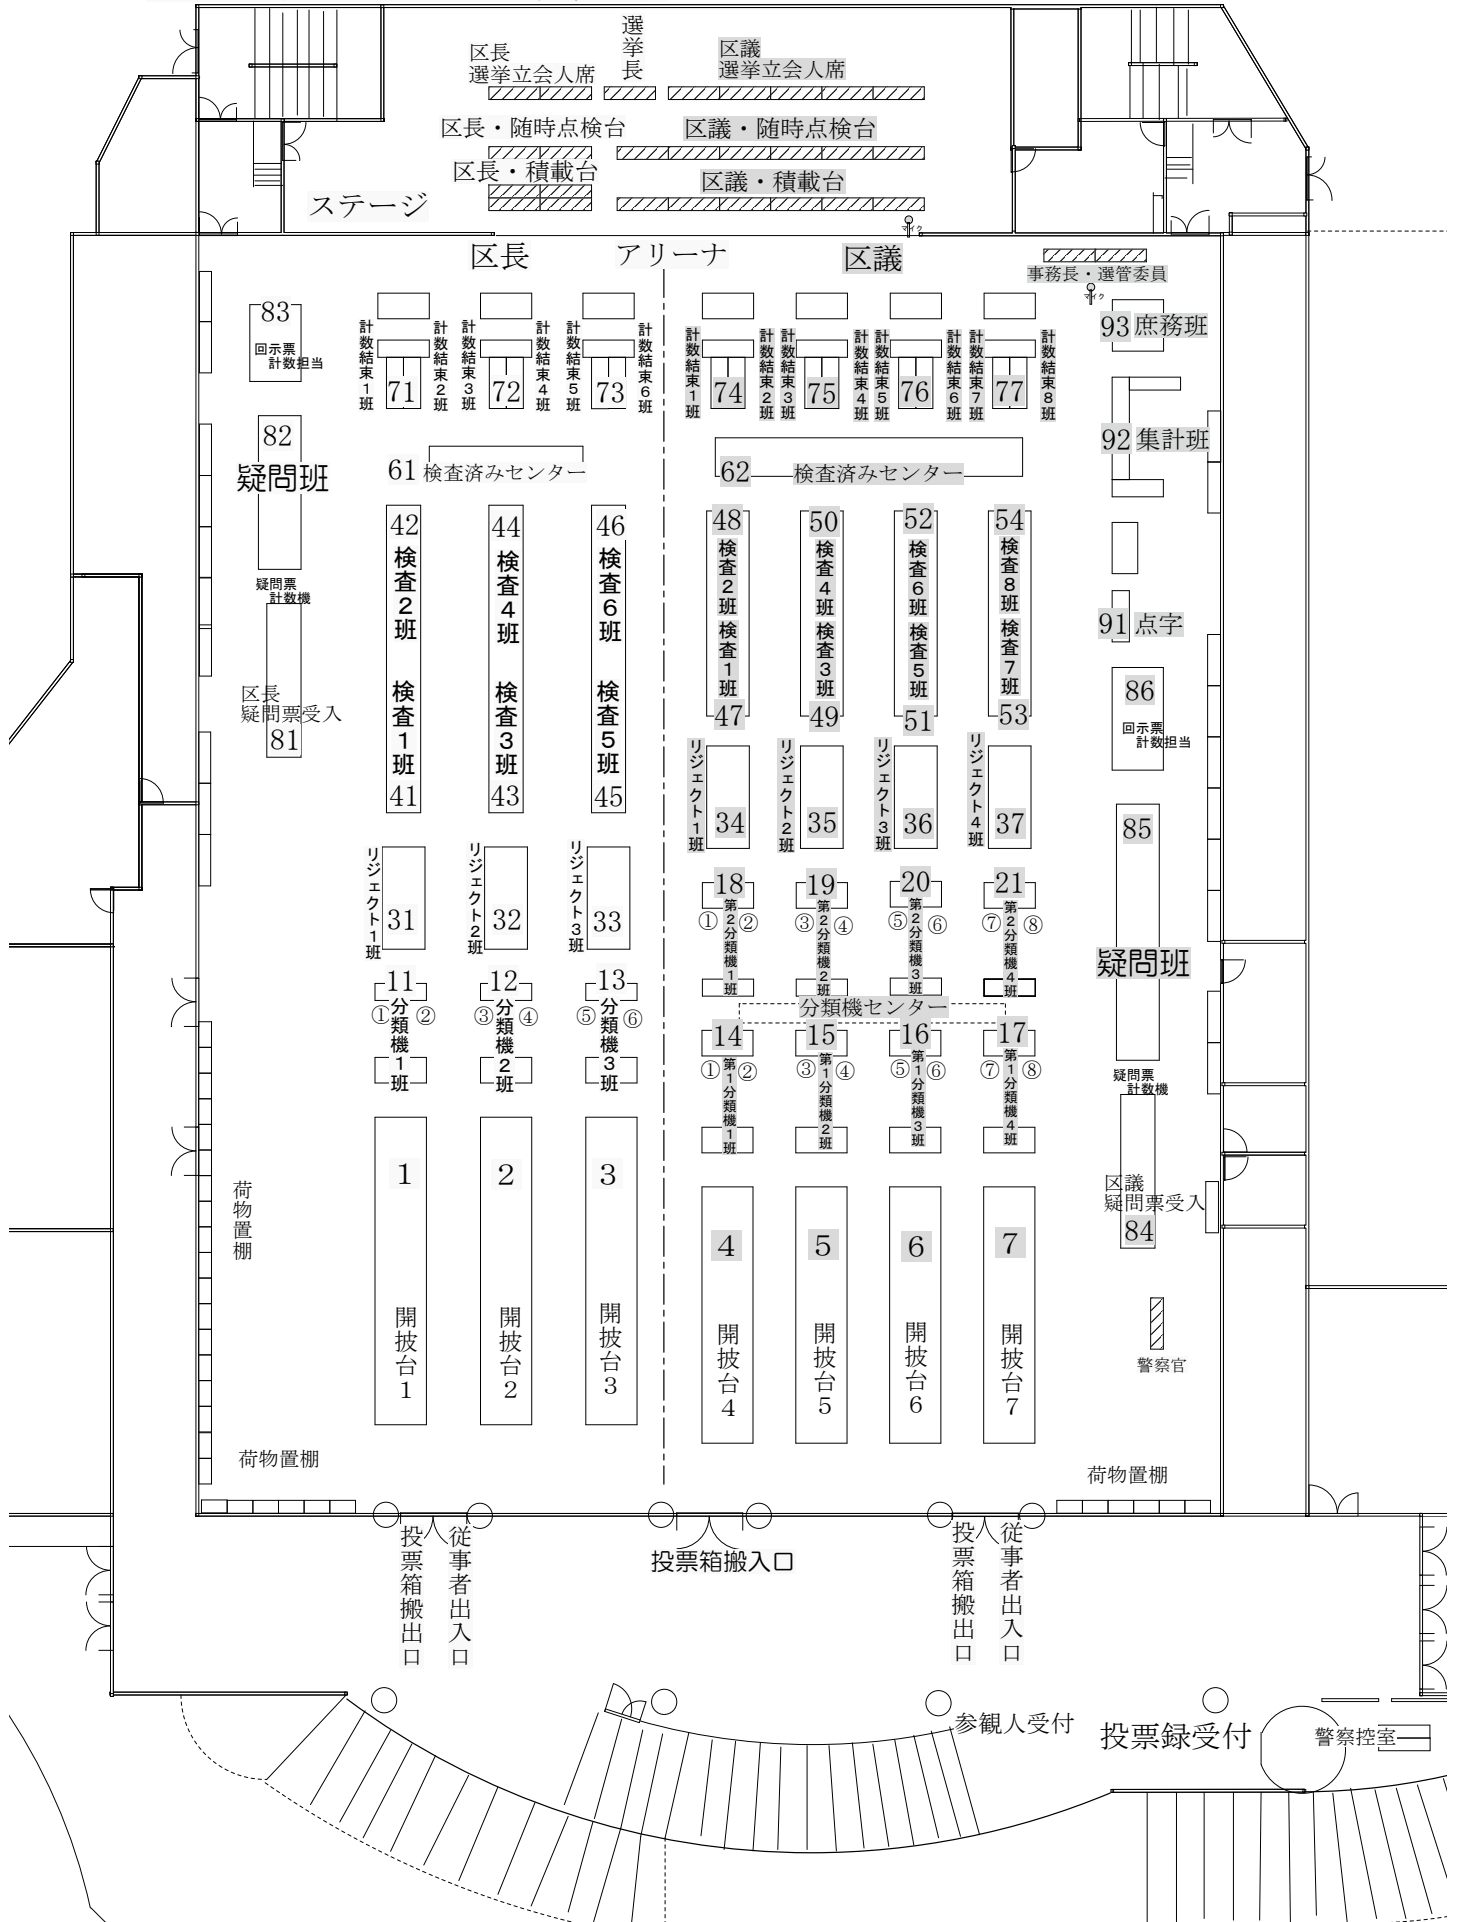 選挙長
区長
選挙立会人席
区議
選挙立会人席
区長・随時点検台
区議・随時点検台
区長・積載台
区議・積載台
ステージ
マイク
区長
アリーナ
区議
事務長・選管委員
マイク
83
回示票
計数担当
計数結束1班
71
計数結束2班
計数結束3班
72
計数結束4班
計数結束5班
73
計数結束6班
計数結束1班
74
計数結束2班
計数結束3班
75
計数結束4班
計数結束5班
76
計数結束6班
計数結束7班
77
計数結束8班
93 庶務班
82
疑問班
61 検査済みセンター
62 検査済みセンター
92 集計班
42
検査2班
検査1班
41
44
検査4班
検査3班
43
46
検査6班
検査5班
45
48
検査2班
検査1班
47
50
検査4班
検査3班
49
52
検査6班
検査5班
51
54
検査8班
検査7班
53
疑問票
計数機
区長
疑問票受入
81
91 点字
86
回示票
計数担当
リジェクト1班
31
リジェクト2班
32
リジェクト3班
33
リジェクト1班
34
リジェクト2班
35
リジェクト3班
36
リジェクト4班
37
85
疑問班
18
① ②
第2分類機1班
19
③ ④
第2分類機2班
20
⑤ ⑥
第2分類機3班
21
⑦ ⑧
第2分類機4班
分類機センター
11
① ②
分類機1班
12
③ ④
分類機2班
13
⑤ ⑥
分類機3班
14
① ②
第1分類機1班
15
③ ④
第1分類機2班
16
⑤ ⑥
第1分類機3班
17
⑦ ⑧
第1分類機4班
疑問票
計数機
区議
疑問票受入
84
1
開披台1
2
開披台2
3
開披台3
4
開披台4
5
開披台5
6
開披台6
7
開披台7
荷物置棚
警察官
荷物置棚
荷物置棚
投票箱搬出口
従事者出入口
投票箱搬入口
投票箱搬出口
従事者出入口
参観人受付
投票録受付
警察控室